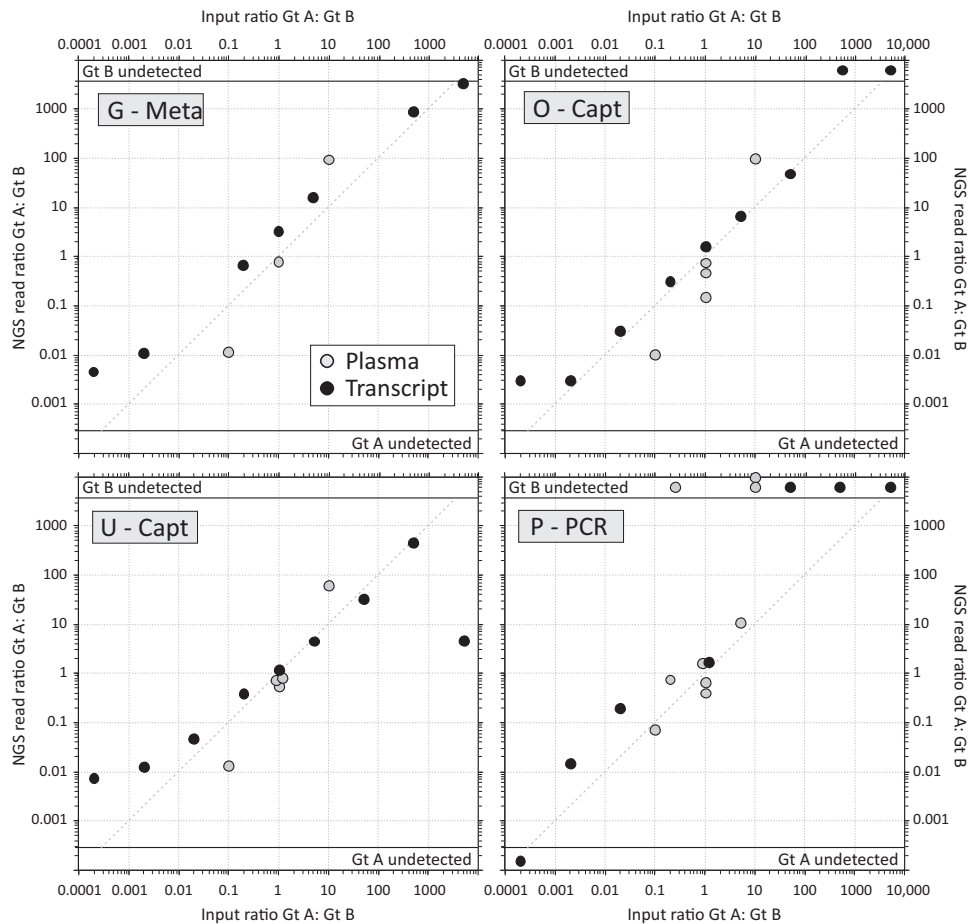 Input ratio Gt A: Gt B
Input ratio Gt A: Gt B
0.0001 0.001 0.01 0.1 1 10 100 1000
0.0001 0.001 0.01 0.1 1 10 100 1000 10,000
Gt B undetected
G - Meta
1000
100
10
1
0.1
0.01
0.001
NGS read ratio Gt A: Gt B
Plasma
Transcript
Gt A undetected
Gt B undetected
O - Capt
1000
100
10
1
0.1
0.01
0.001
NGS read ratio Gt A: Gt B
Gt A undetected
Gt B undetected
U - Capt
1000
100
10
1
0.1
0.01
0.001
NGS read ratio Gt A: Gt B
Gt B undetected
P - PCR
1000
100
10
1
0.1
0.01
0.001
NGS read ratio Gt A: Gt B
Gt A undetected
0.0001 0.001 0.01 0.1 1 10 100 1000
0.0001 0.001 0.01 0.1 1 10 100 1000 10,000
Input ratio Gt A: Gt B
Input ratio Gt A: Gt B